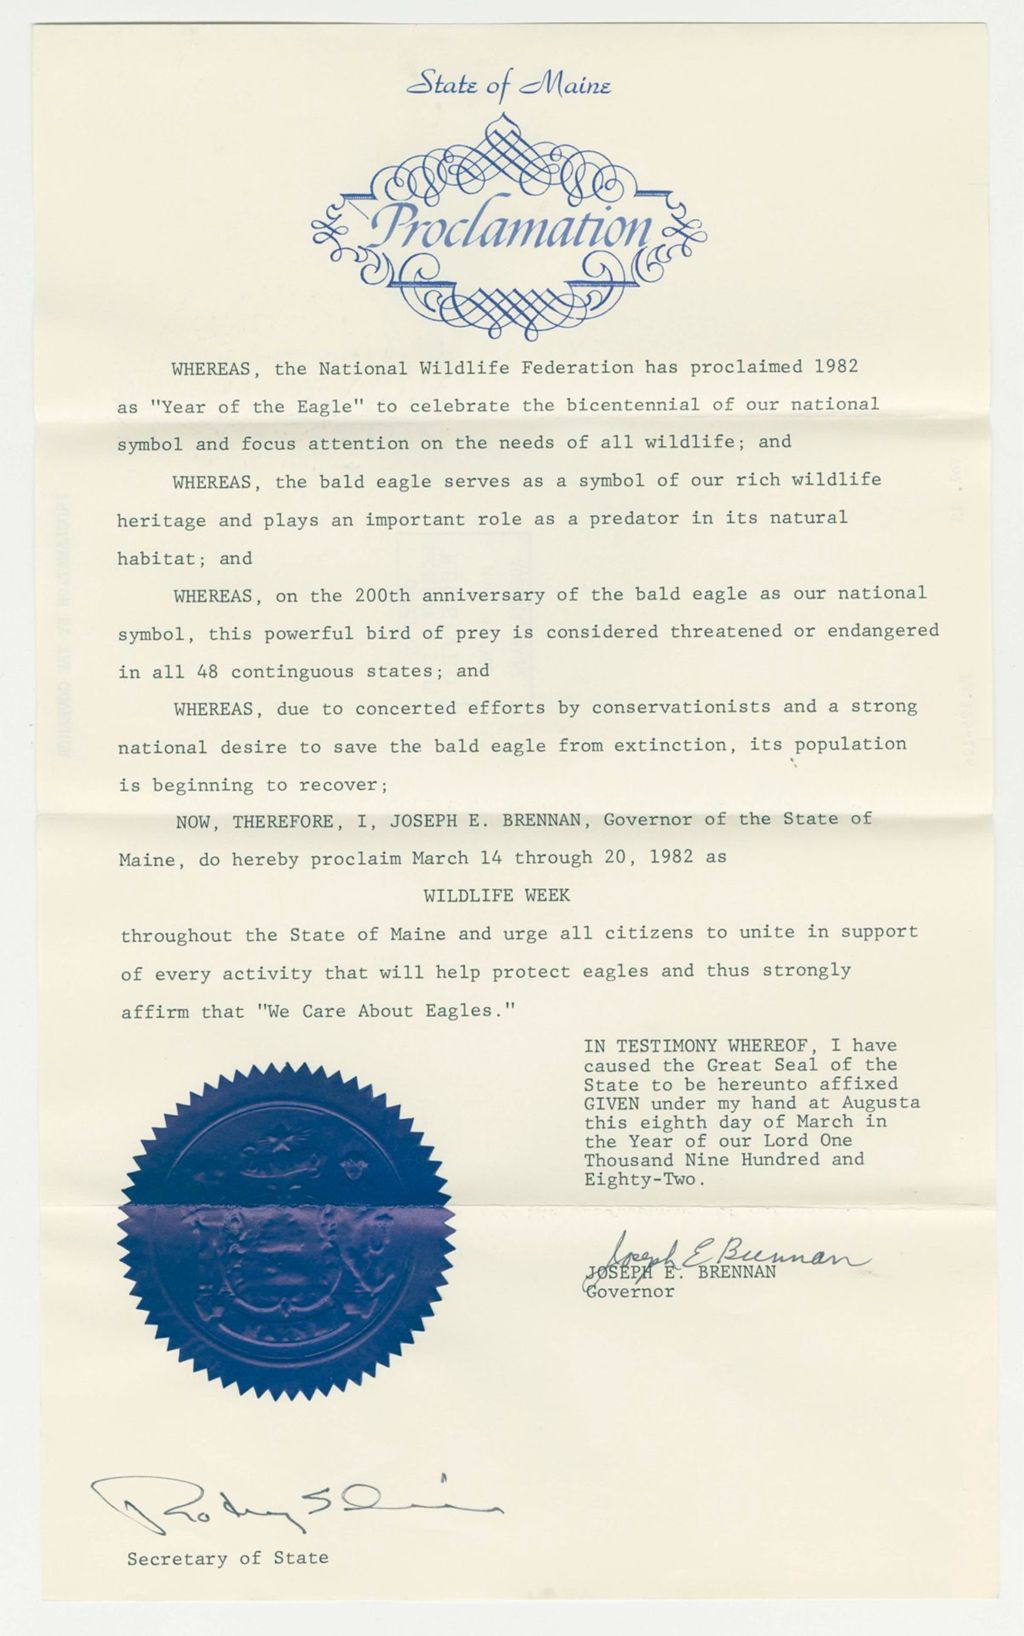 State of Maine
Proclamation
WHEREAS, the National Wildlife Federation has proclaimed 1982
as "Year of the Eagle" to celebrate the bicentennial of our national
symbol and focus attention on the needs of all wildlife; and
WHEREAS, the bald eagle serves as a symbol of our rich wildlife
heritage and plays an important role as a predator in its natural
habitat; and
WHEREAS, on the 200th anniversary of the bald eagle as our national
symbol, this powerful bird of prey is considered threatened or endangered
in all 48 continguous states; and
WHEREAS, due to concerted efforts by conservationists and a strong
national desire to save the bald eagle from extinction, its population
is beginning to recover;
NOW, THEREFORE, I, JOSEPH E. BRENNAN, Governor of the State of
Maine, do hereby proclaim March 14 through 20, 1982 as
WILDLIFE WEEK
throughout the State of Maine and urge all citizens to unite in support
of every activity that will help protect eagles and thus strongly
affirm that "We Care About Eagles."
IN TESTIMONY WHEREOF, I have
caused the Great Seal of the
State to be hereunto affixed
GIVEN under my hand at Augusta
this eighth day of March in
the Year of our Lord One
Thousand Nine Hundred and
Eighty-Two.
Joseph E Brennan
JOSEPH E. BRENNAN
Governor
Secretary of State